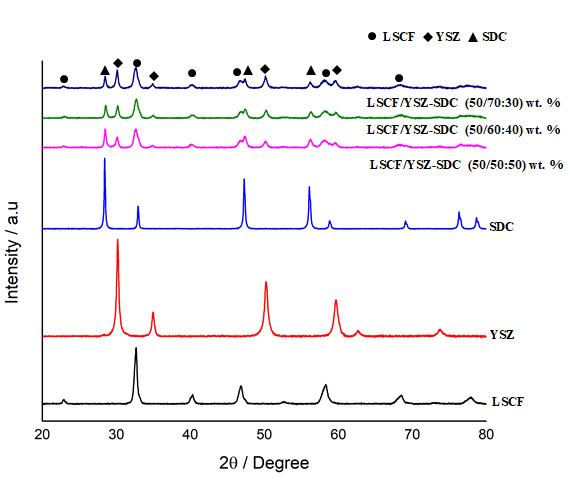 LSCF YSZ SDC
LSCF/YSZ-SDC (50/70:30) wt. %
LSCF/YSZ-SDC (50/60:40) wt. %
LSCF/YSZ-SDC (50/50:50) wt. %
SDC
YSZ
LSCF
Intensity / a.u
20 30 40 50 60 70 80
2θ / Degree